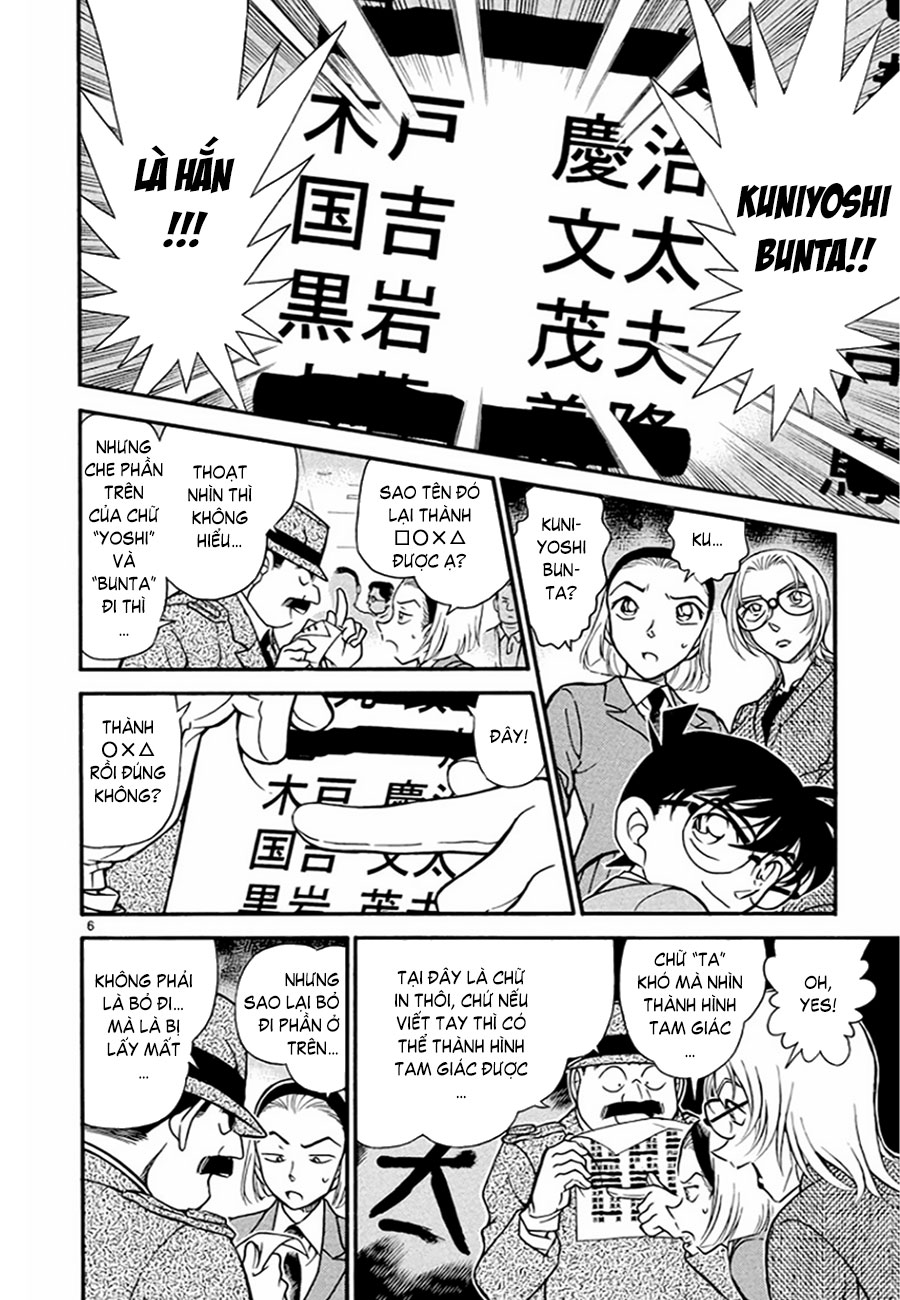 KUNIYOSHI
BUNTA!!
LÀ HẮN
!!!
木戸 慶治
国吉 文太
黒岩 茂夫
KU...
KUNI-
YOSHI
BUN-
TA?
SAO TÊN ĐÓ
LẠI THÀNH
□○×△
ĐƯỢC Ạ?
THOẠT
NHÌN THÌ
KHÔNG
HIỂU...
NHƯNG
CHE PHẦN
TRÊN
CỦA CHỮ
"YOSHI"
VÀ
"BUNTA"
ĐI THÌ
...
ĐÂY!
木戸 慶治
国吉 文太
黒岩 茂夫
THÀNH
○×△
RỒI ĐÚNG
KHÔNG?
6
OH,
YES!
CHỮ "TA"
KHÓ MÀ NHÌN
THÀNH HÌNH
TAM GIÁC
...
TẠI ĐÂY LÀ CHỮ
IN THÔI, CHỨ NẾU
VIẾT TAY THÌ CÓ
THỂ THÀNH HÌNH
TAM GIÁC ĐƯỢC
...
太
NHƯNG
SAO LẠI BỎ
ĐI PHẦN Ở
TRÊN...
KHÔNG PHẢI
LÀ BỎ ĐI...
MÀ LÀ BỊ
LẤY MẤT
...